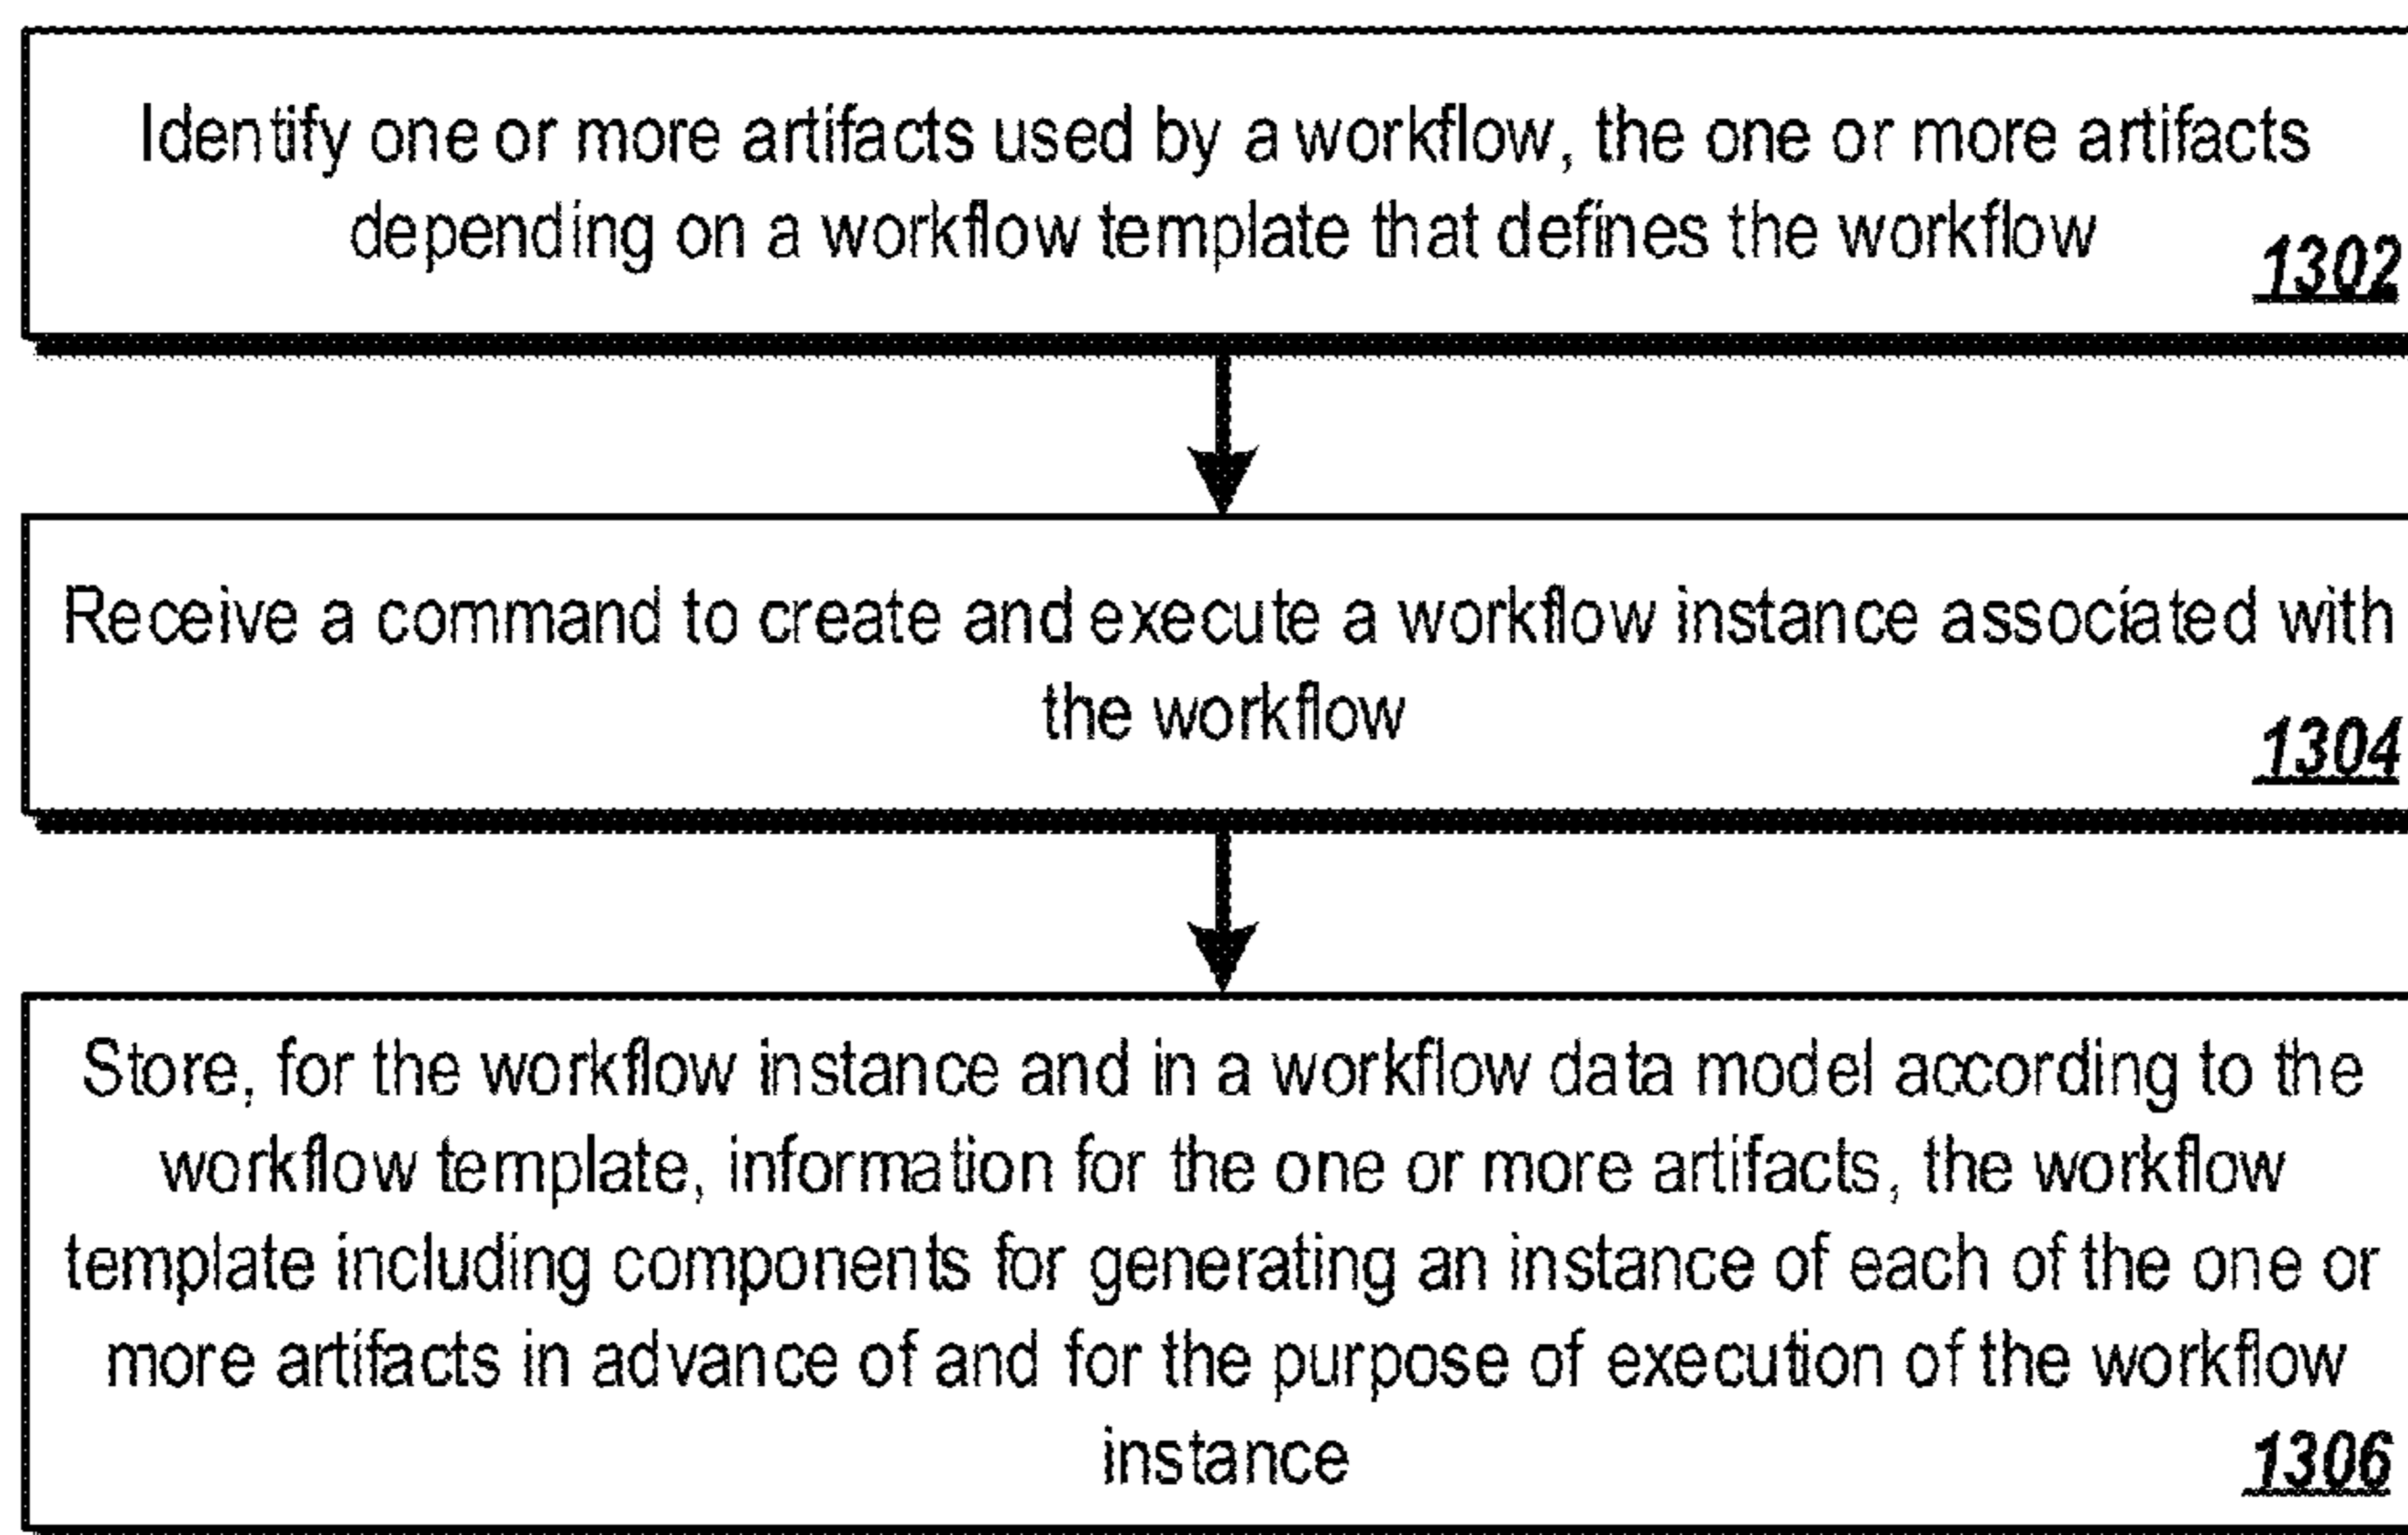 Identify one or more artifacts used by a workflow, the one or more artifacts
depending on a workflow template that defines the workflow
1302
Receive a command to create and execute a workflow instance associated with
the workflow
1304
Store, for the workflow instance and in a workflow data model according to the
workflow template, information for the one or more artifacts, the workflow
template including components for generating an instance of each of the one or
more artifacts in advance of and for the purpose of execution of the workflow
instance
1306